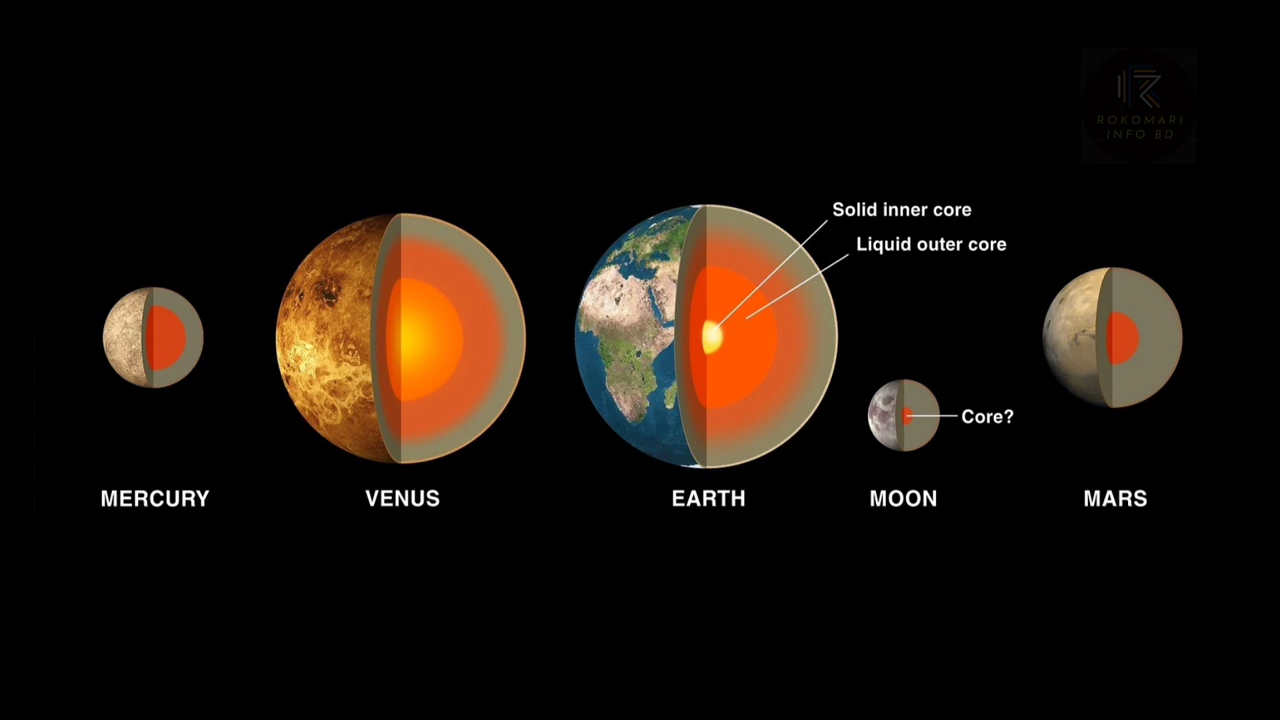 ROKOMARI
INFO BD
Solid inner core
Liquid outer core
Core?
MERCURY
VENUS
EARTH
MOON
MARS